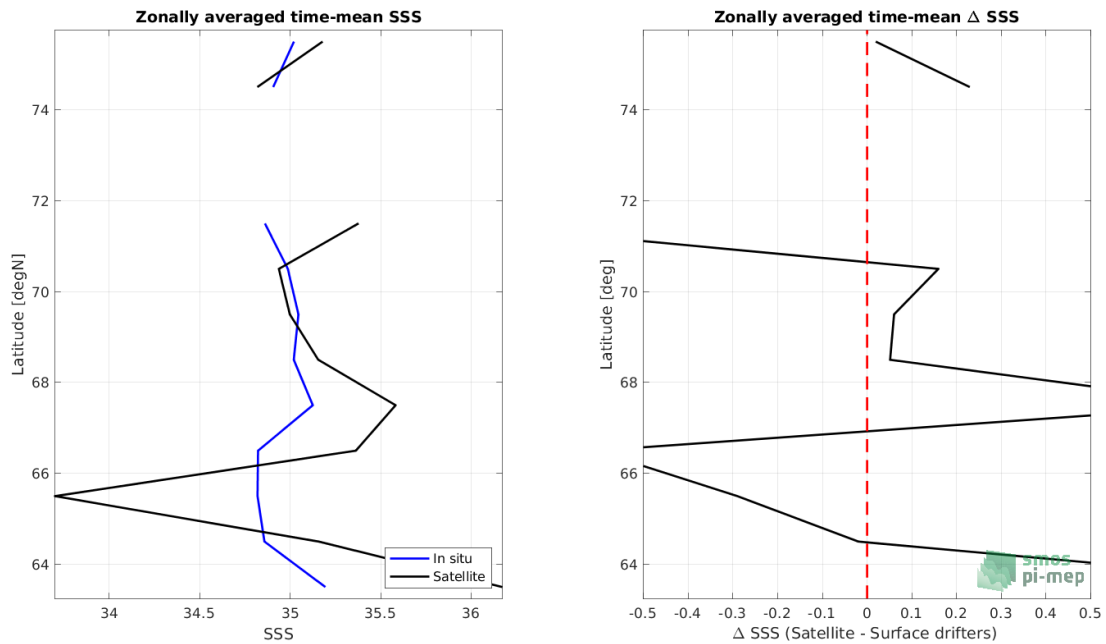 Zonally averaged time-mean SSS
74
72
70
68
66
64
Latitude [degN]
34
34.5
35
35.5
36
SSS
In situ
Satellite
Zonally averaged time-mean Δ SSS
74
72
70
68
66
64
Latitude [deg]
-0.5
-0.4
-0.3
-0.2
-0.1
0
0.1
0.2
0.3
0.4
0.5
Δ SSS (Satellite - Surface drifters)
smos
pi-mep